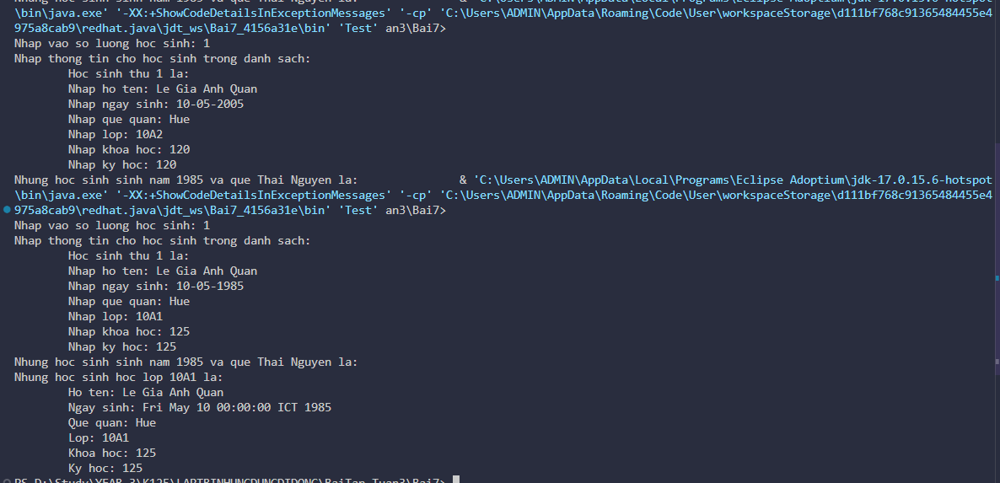 \bin\java.exe' '-XX:+ShowCodeDetailsInExceptionMessages' '-cp' 'C:\Users\ADMIN\AppData\Roaming\Code\User\workspaceStorage\d111bf768c91365484455e4
975a8cab9\redhat.java\jdt_ws\Bai7_4156a31e\bin' 'Test' an3\Bai7>
Nhap vao so luong hoc sinh: 1
Nhap thong tin cho hoc sinh trong danh sach:
Hoc sinh thu 1 la:
Nhap ho ten: Le Gia Anh Quan
Nhap ngay sinh: 10-05-2005
Nhap que quan: Hue
Nhap lop: 10A2
Nhap khoa hoc: 120
Nhap ky hoc: 120
Nhung hoc sinh sinh nam 1985 va que Thai Nguyen la: & 'C:\Users\ADMIN\AppData\Local\Programs\Eclipse Adoptium\jdk-17.0.15.6-hotspot
\bin\java.exe' '-XX:+ShowCodeDetailsInExceptionMessages' '-cp' 'C:\Users\ADMIN\AppData\Roaming\Code\User\workspaceStorage\d111bf768c91365484455e4
975a8cab9\redhat.java\jdt_ws\Bai7_4156a31e\bin' 'Test' an3\Bai7>
Nhap vao so luong hoc sinh: 1
Nhap thong tin cho hoc sinh trong danh sach:
Hoc sinh thu 1 la:
Nhap ho ten: Le Gia Anh Quan
Nhap ngay sinh: 10-05-1985
Nhap que quan: Hue
Nhap lop: 10A1
Nhap khoa hoc: 125
Nhap ky hoc: 125
Nhung hoc sinh sinh nam 1985 va que Thai Nguyen la:
Nhung hoc sinh hoc lop 10A1 la:
Ho ten: Le Gia Anh Quan
Ngay sinh: Fri May 10 00:00:00 ICT 1985
Que quan: Hue
Lop: 10A1
Khoa hoc: 125
Ky hoc: 125